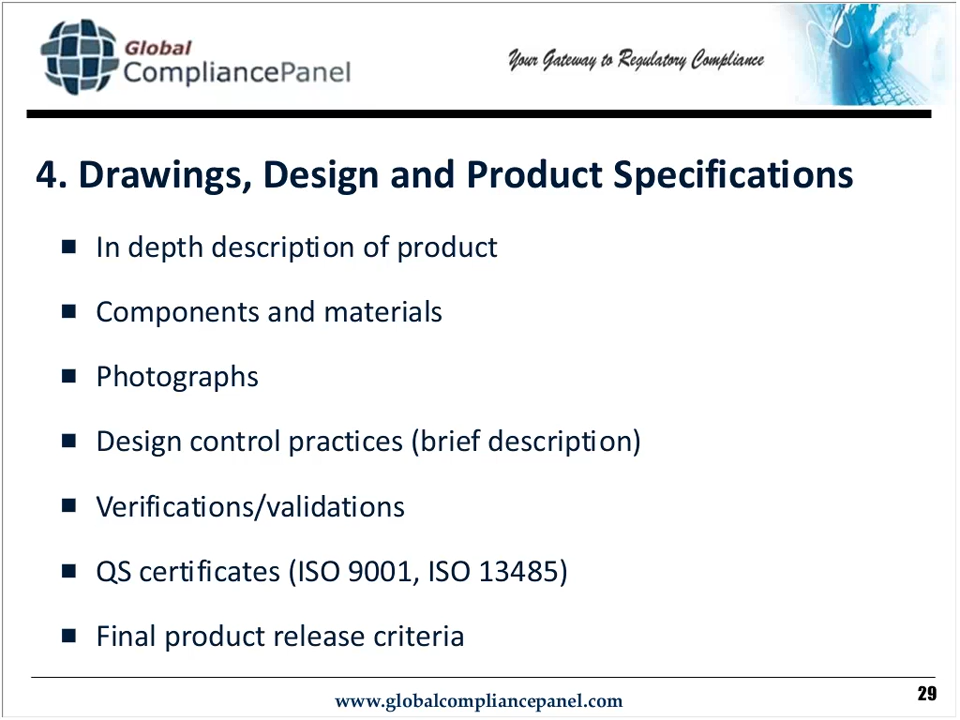 Global
CompliancePanel
Your Gateway to Regulatory Compliance
4. Drawings, Design and Product Specifications
In depth description of product
Components and materials
Photographs
Design control practices (brief description)
Verifications/validations
QS certificates (ISO 9001, ISO 13485)
Final product release criteria
www.globalcompliancepanel.com
29